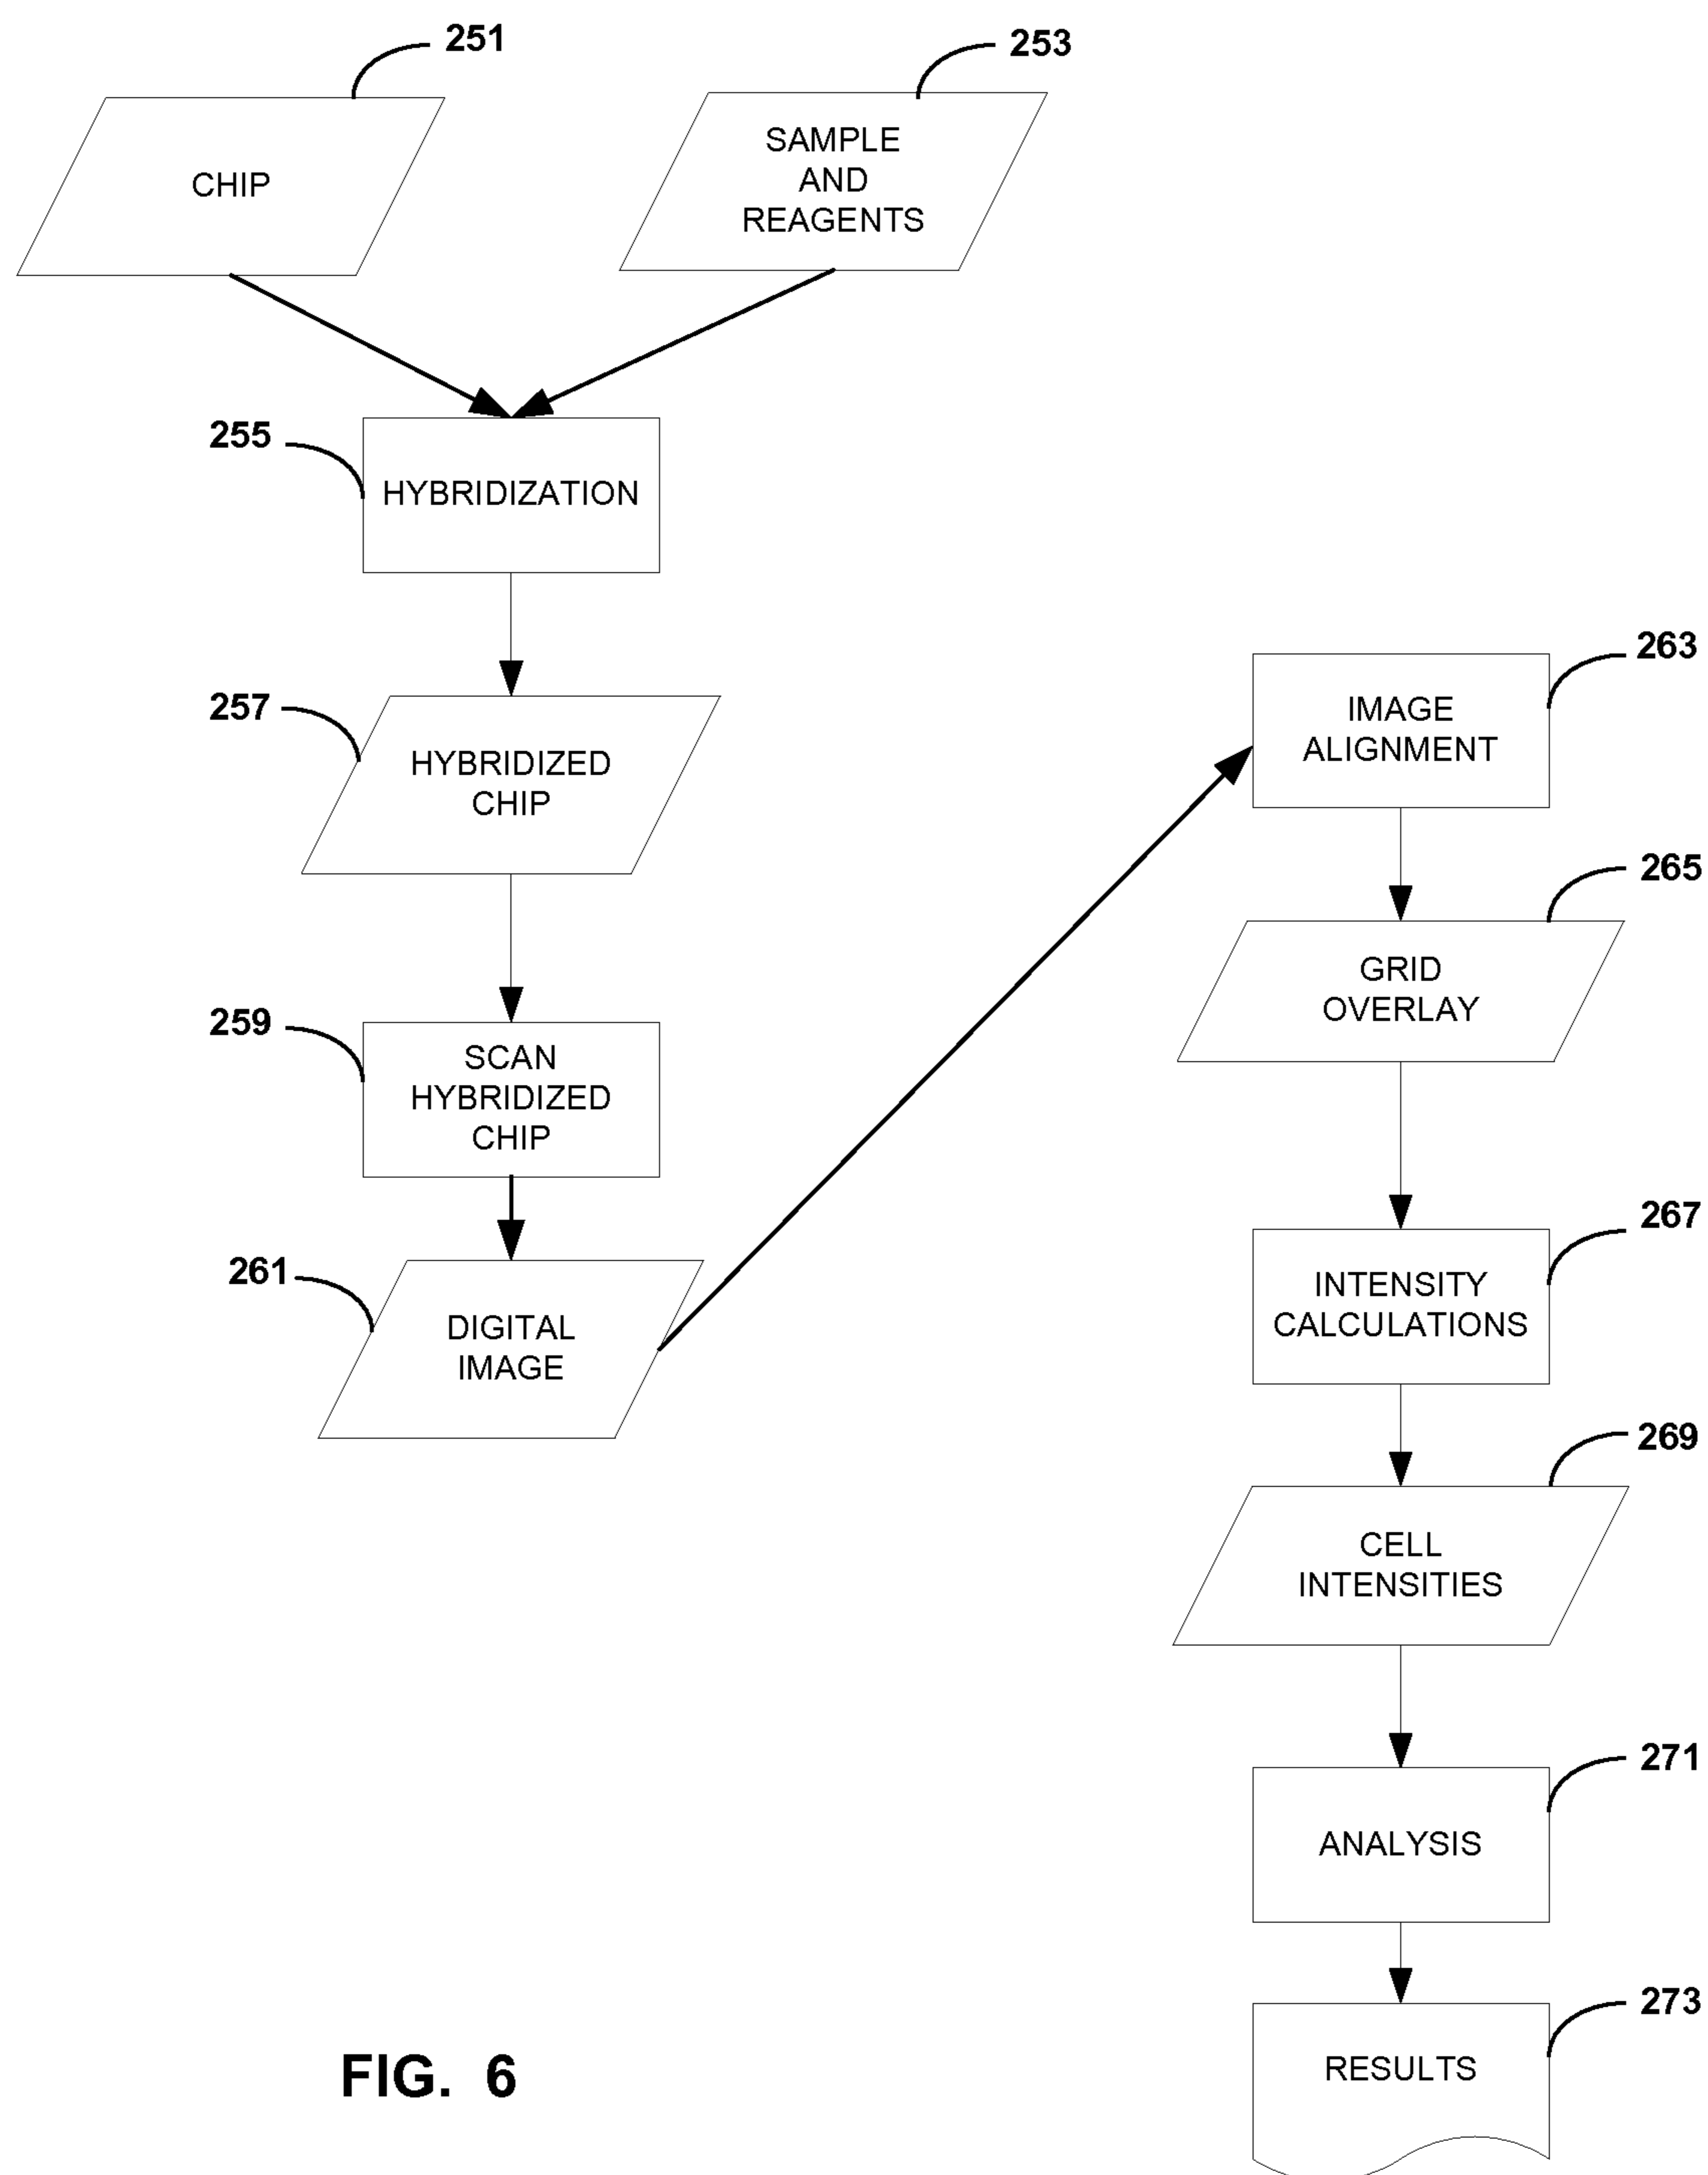 251
CHIP
253
SAMPLE
AND
REAGENTS
255
HYBRIDIZATION
257
HYBRIDIZED
CHIP
259
SCAN
HYBRIDIZED
CHIP
261
DIGITAL
IMAGE
263
IMAGE
ALIGNMENT
265
GRID
OVERLAY
267
INTENSITY
CALCULATIONS
269
CELL
INTENSITIES
271
ANALYSIS
273
RESULTS
FIG. 6